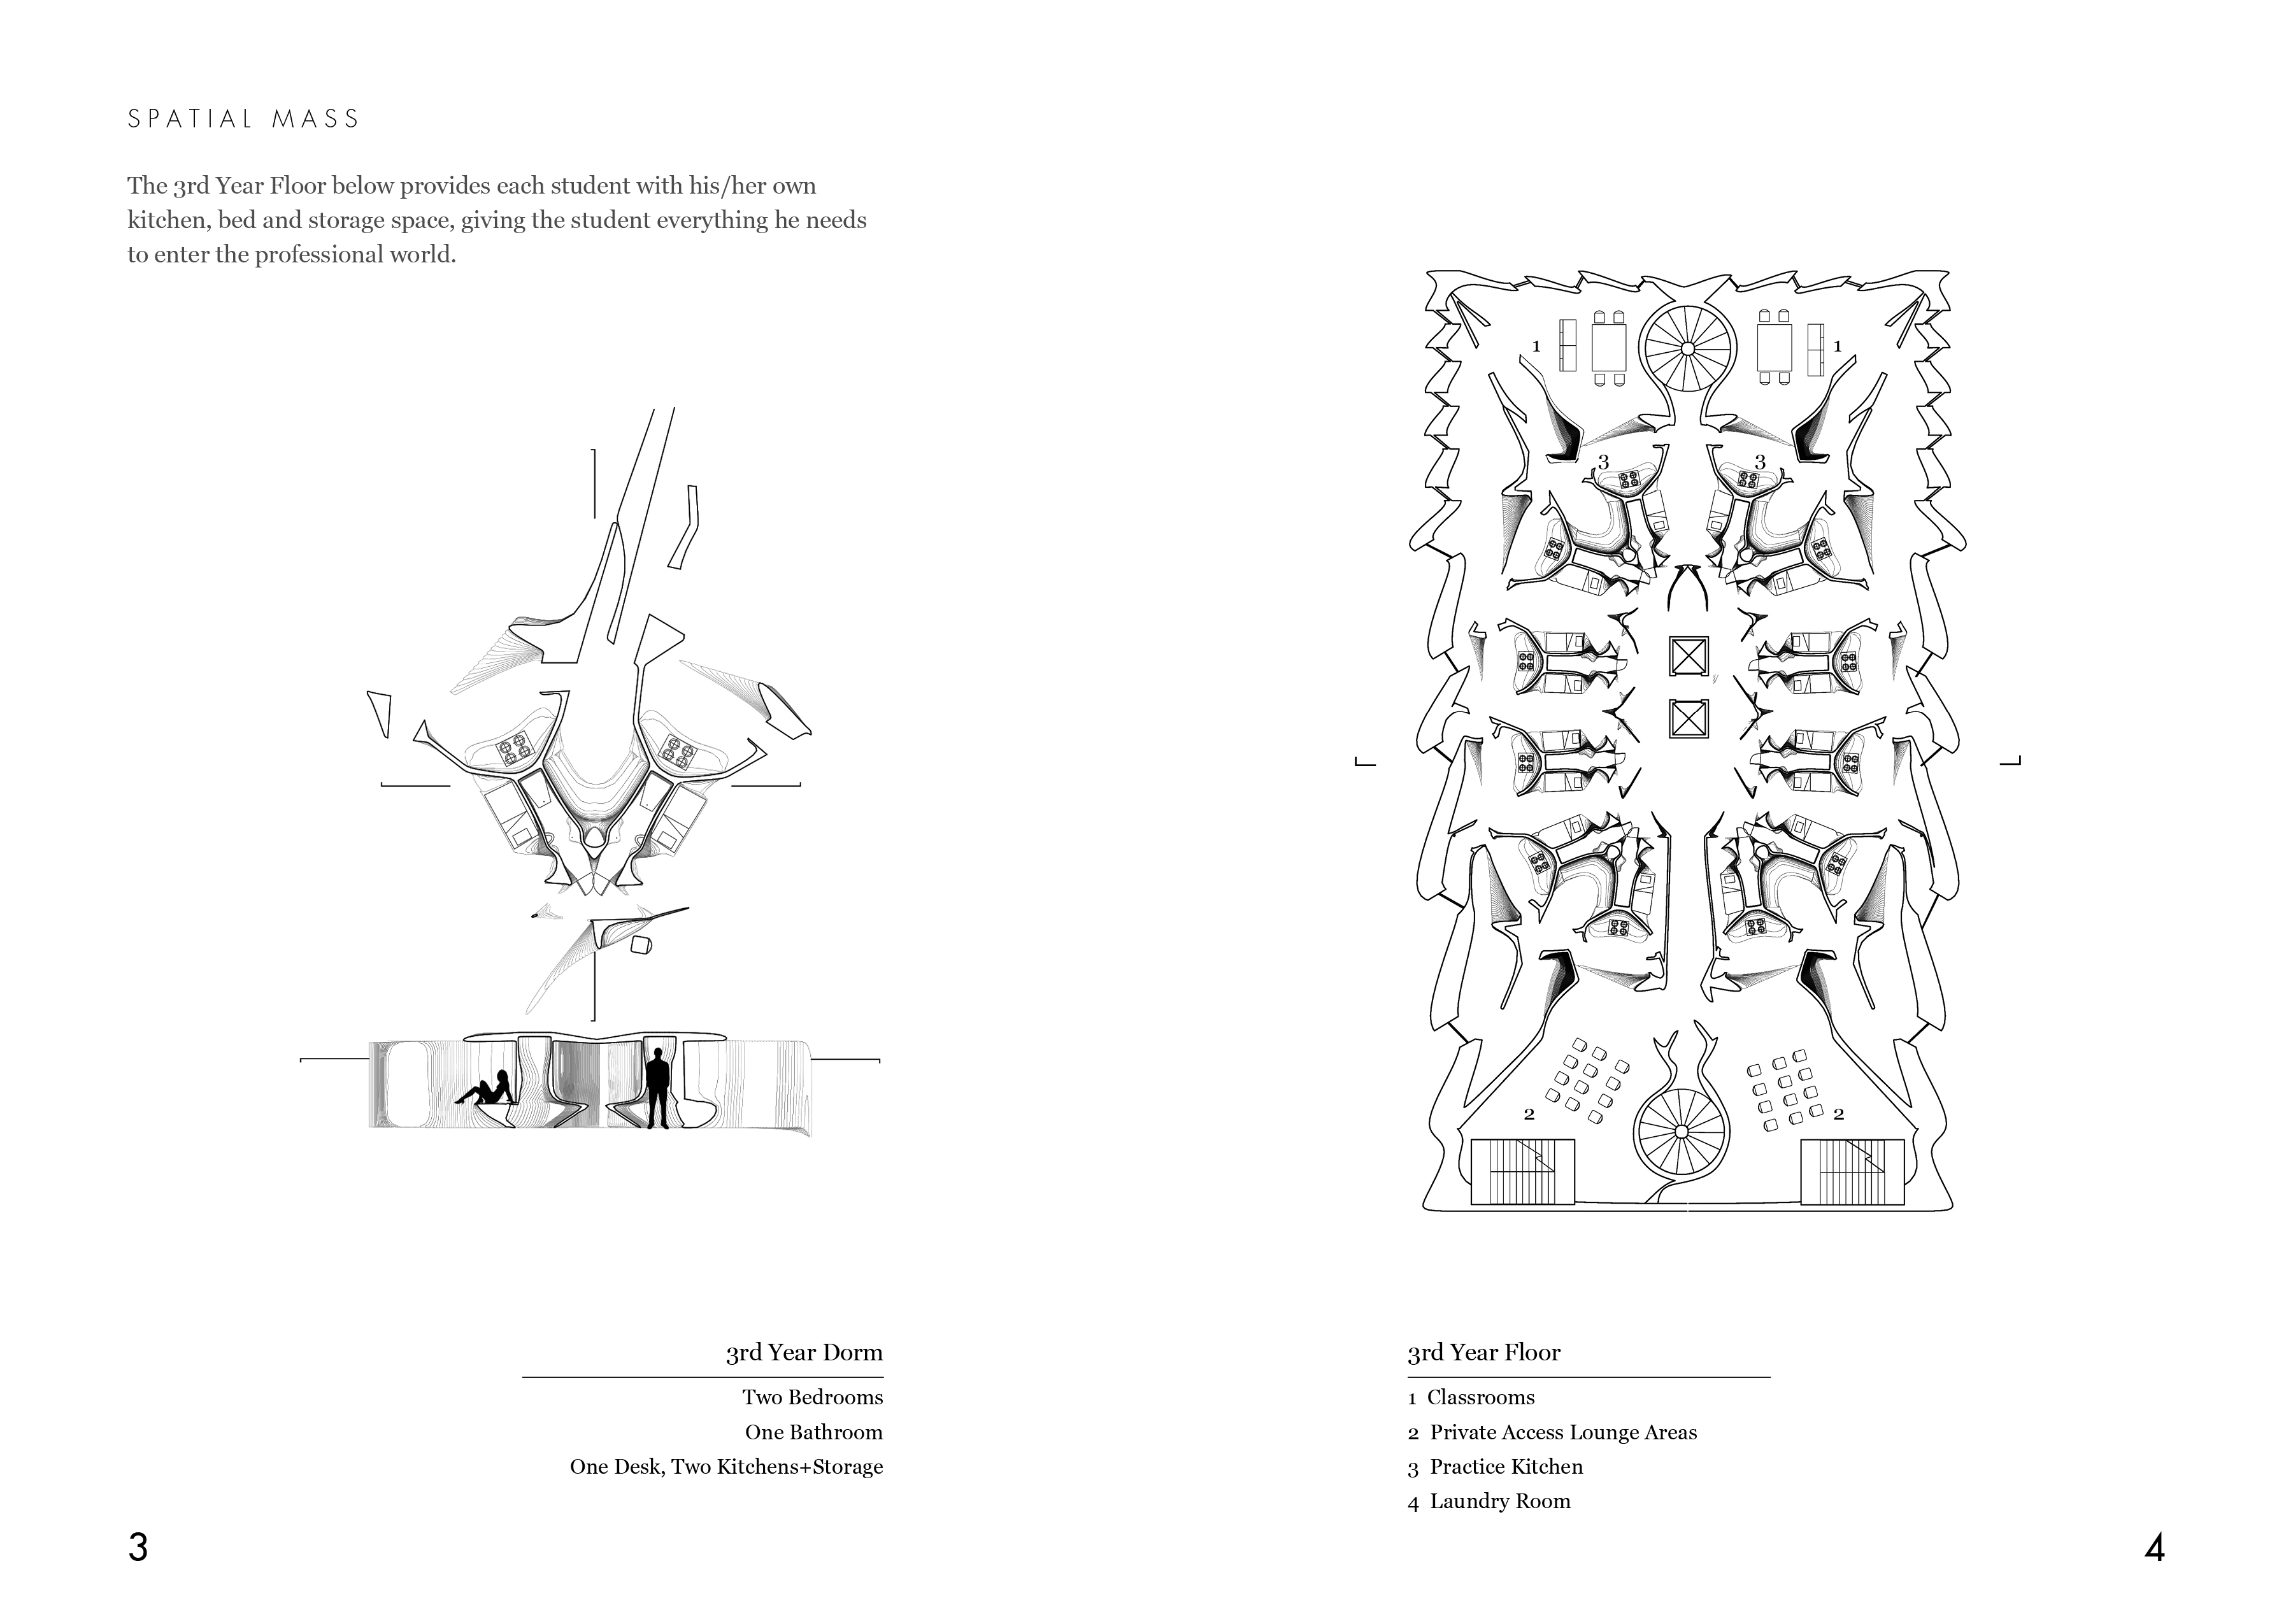 SPATIAL MASS
The 3rd Year Floor below provides each student with his/her own
kitchen, bed and storage space, giving the student everything he needs
to enter the professional world.
1
1
3
3
2
2
3rd Year Dorm
Two Bedrooms
One Bathroom
One Desk, Two Kitchens+Storage
3rd Year Floor
1 Classrooms
2 Private Access Lounge Areas
3 Practice Kitchen
4 Laundry Room
3
4